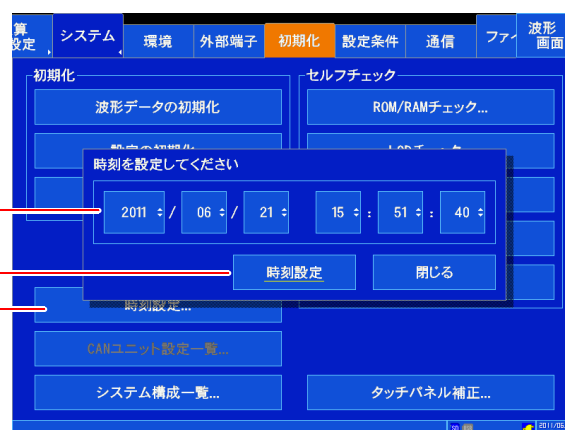 算
設定
システム
環境
外部端子
初期化
設定条件
通信
ファイ
波形
画面
初期化
セルフチェック
波形データの初期化
ROM/RAMチェック...
時刻を設定してください
2011 / 06 / 21 15 : 51 : 40
時刻設定
閉じる
時刻設定...
CANユニット設定一覧...
システム構成一覧...
タッチパネル補正...